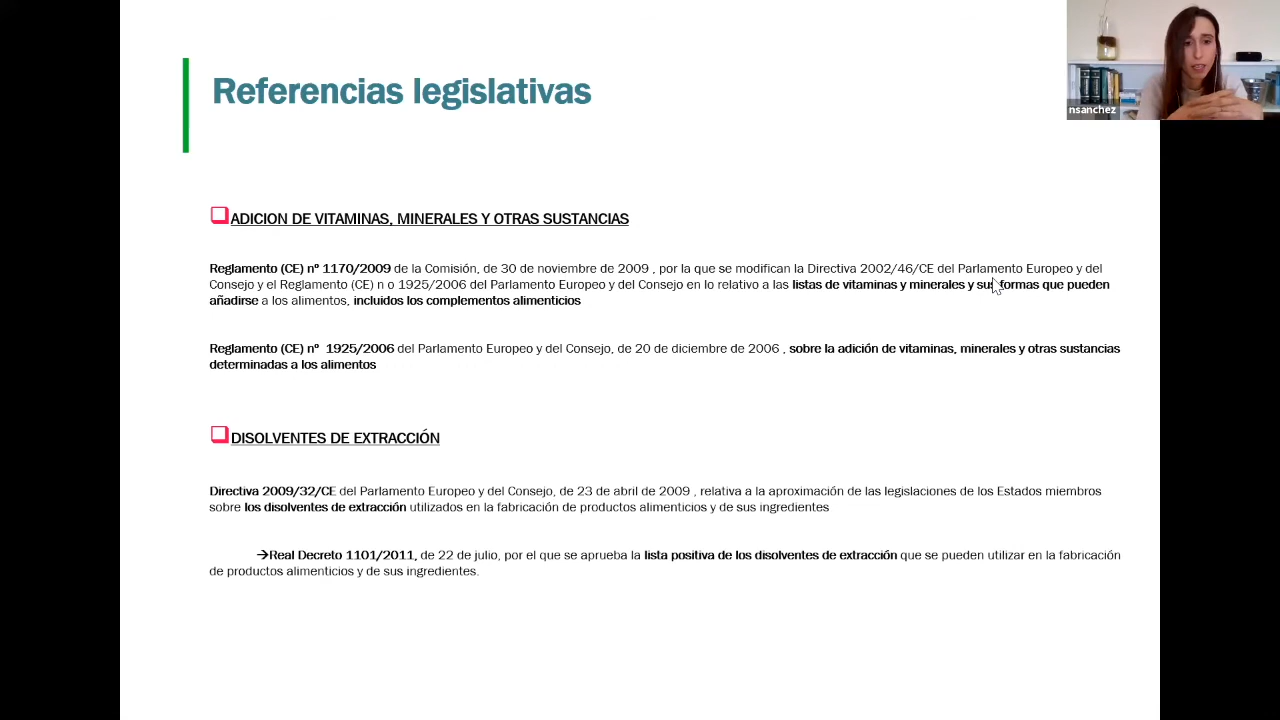 Referencias legislativas
nsanchez
ADICION DE VITAMINAS, MINERALES Y OTRAS SUSTANCIAS
Reglamento (CE) nº 1170/2009 de la Comisión, de 30 de noviembre de 2009 , por la que se modifican la Directiva 2002/46/CE del Parlamento Europeo y del
Consejo y el Reglamento (CE) n o 1925/2006 del Parlamento Europeo y del Consejo en lo relativo a las listas de vitaminas y minerales y sus formas que pueden
añadirse a los alimentos, incluidos los complementos alimenticios
Reglamento (CE) nº 1925/2006 del Parlamento Europeo y del Consejo, de 20 de diciembre de 2006 , sobre la adición de vitaminas, minerales y otras sustancias
determinadas a los alimentos
DISOLVENTES DE EXTRACCIÓN
Directiva 2009/32/CE del Parlamento Europeo y del Consejo, de 23 de abril de 2009 , relativa a la aproximación de las legislaciones de los Estados miembros
sobre los disolventes de extracción utilizados en la fabricación de productos alimenticios y de sus ingredientes
→Real Decreto 1101/2011, de 22 de julio, por el que se aprueba la lista positiva de los disolventes de extracción que se pueden utilizar en la fabricación
de productos alimenticios y de sus ingredientes.